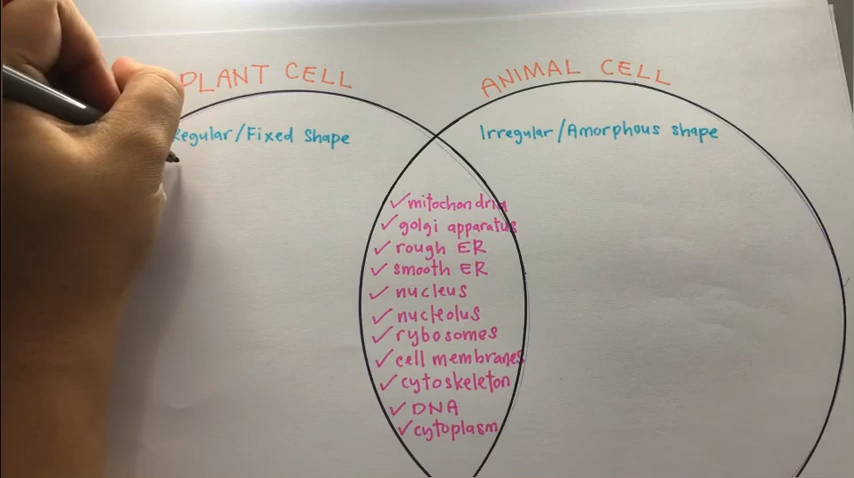 PLANT CELL
ANIMAL CELL
Regular/Fixed Shape
Irregular/Amorphous shape
✓mitochondria
✓golgi apparatus
✓rough ER
✓smooth ER
✓nucleus
✓nucleolus
✓rybosomes
✓cell membranes
✓cytoskeleton
✓DNA
✓cytoplasm